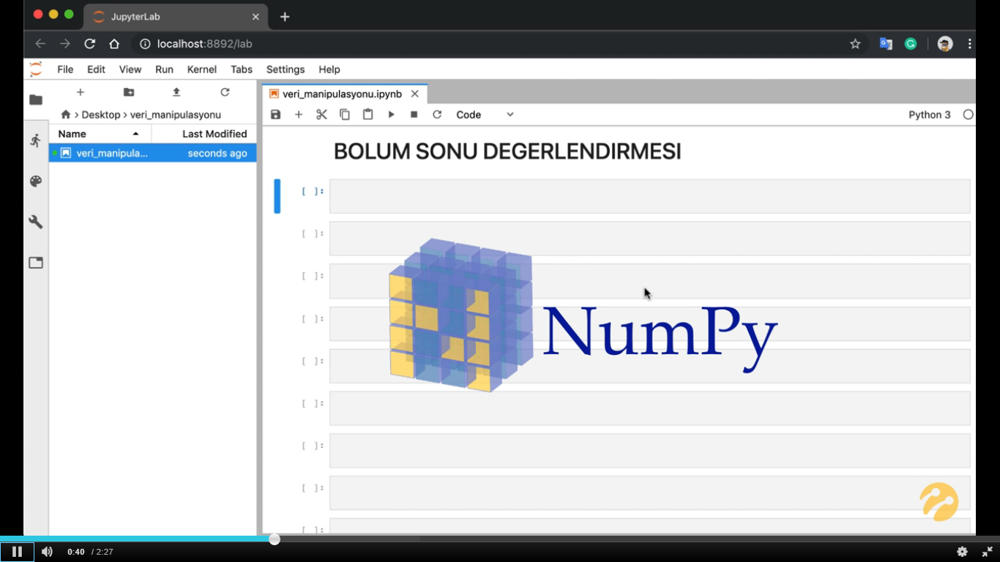 JupyterLab
localhost:8892/lab
File Edit View Run Kernel Tabs Settings Help
veri_manipulasyonu.ipynb
Desktop > veri_manipulasyonu
Code
Python 3
Name
Last Modified
veri_manipula...
seconds ago
BOLUM SONU DEGERLENDIRMESI
[ ]:
[ ]:
[ ]:
[ ]:
[ ]:
[ ]:
[ ]:
[ ]:
[ ]:
NumPy
0:40 / 2:27